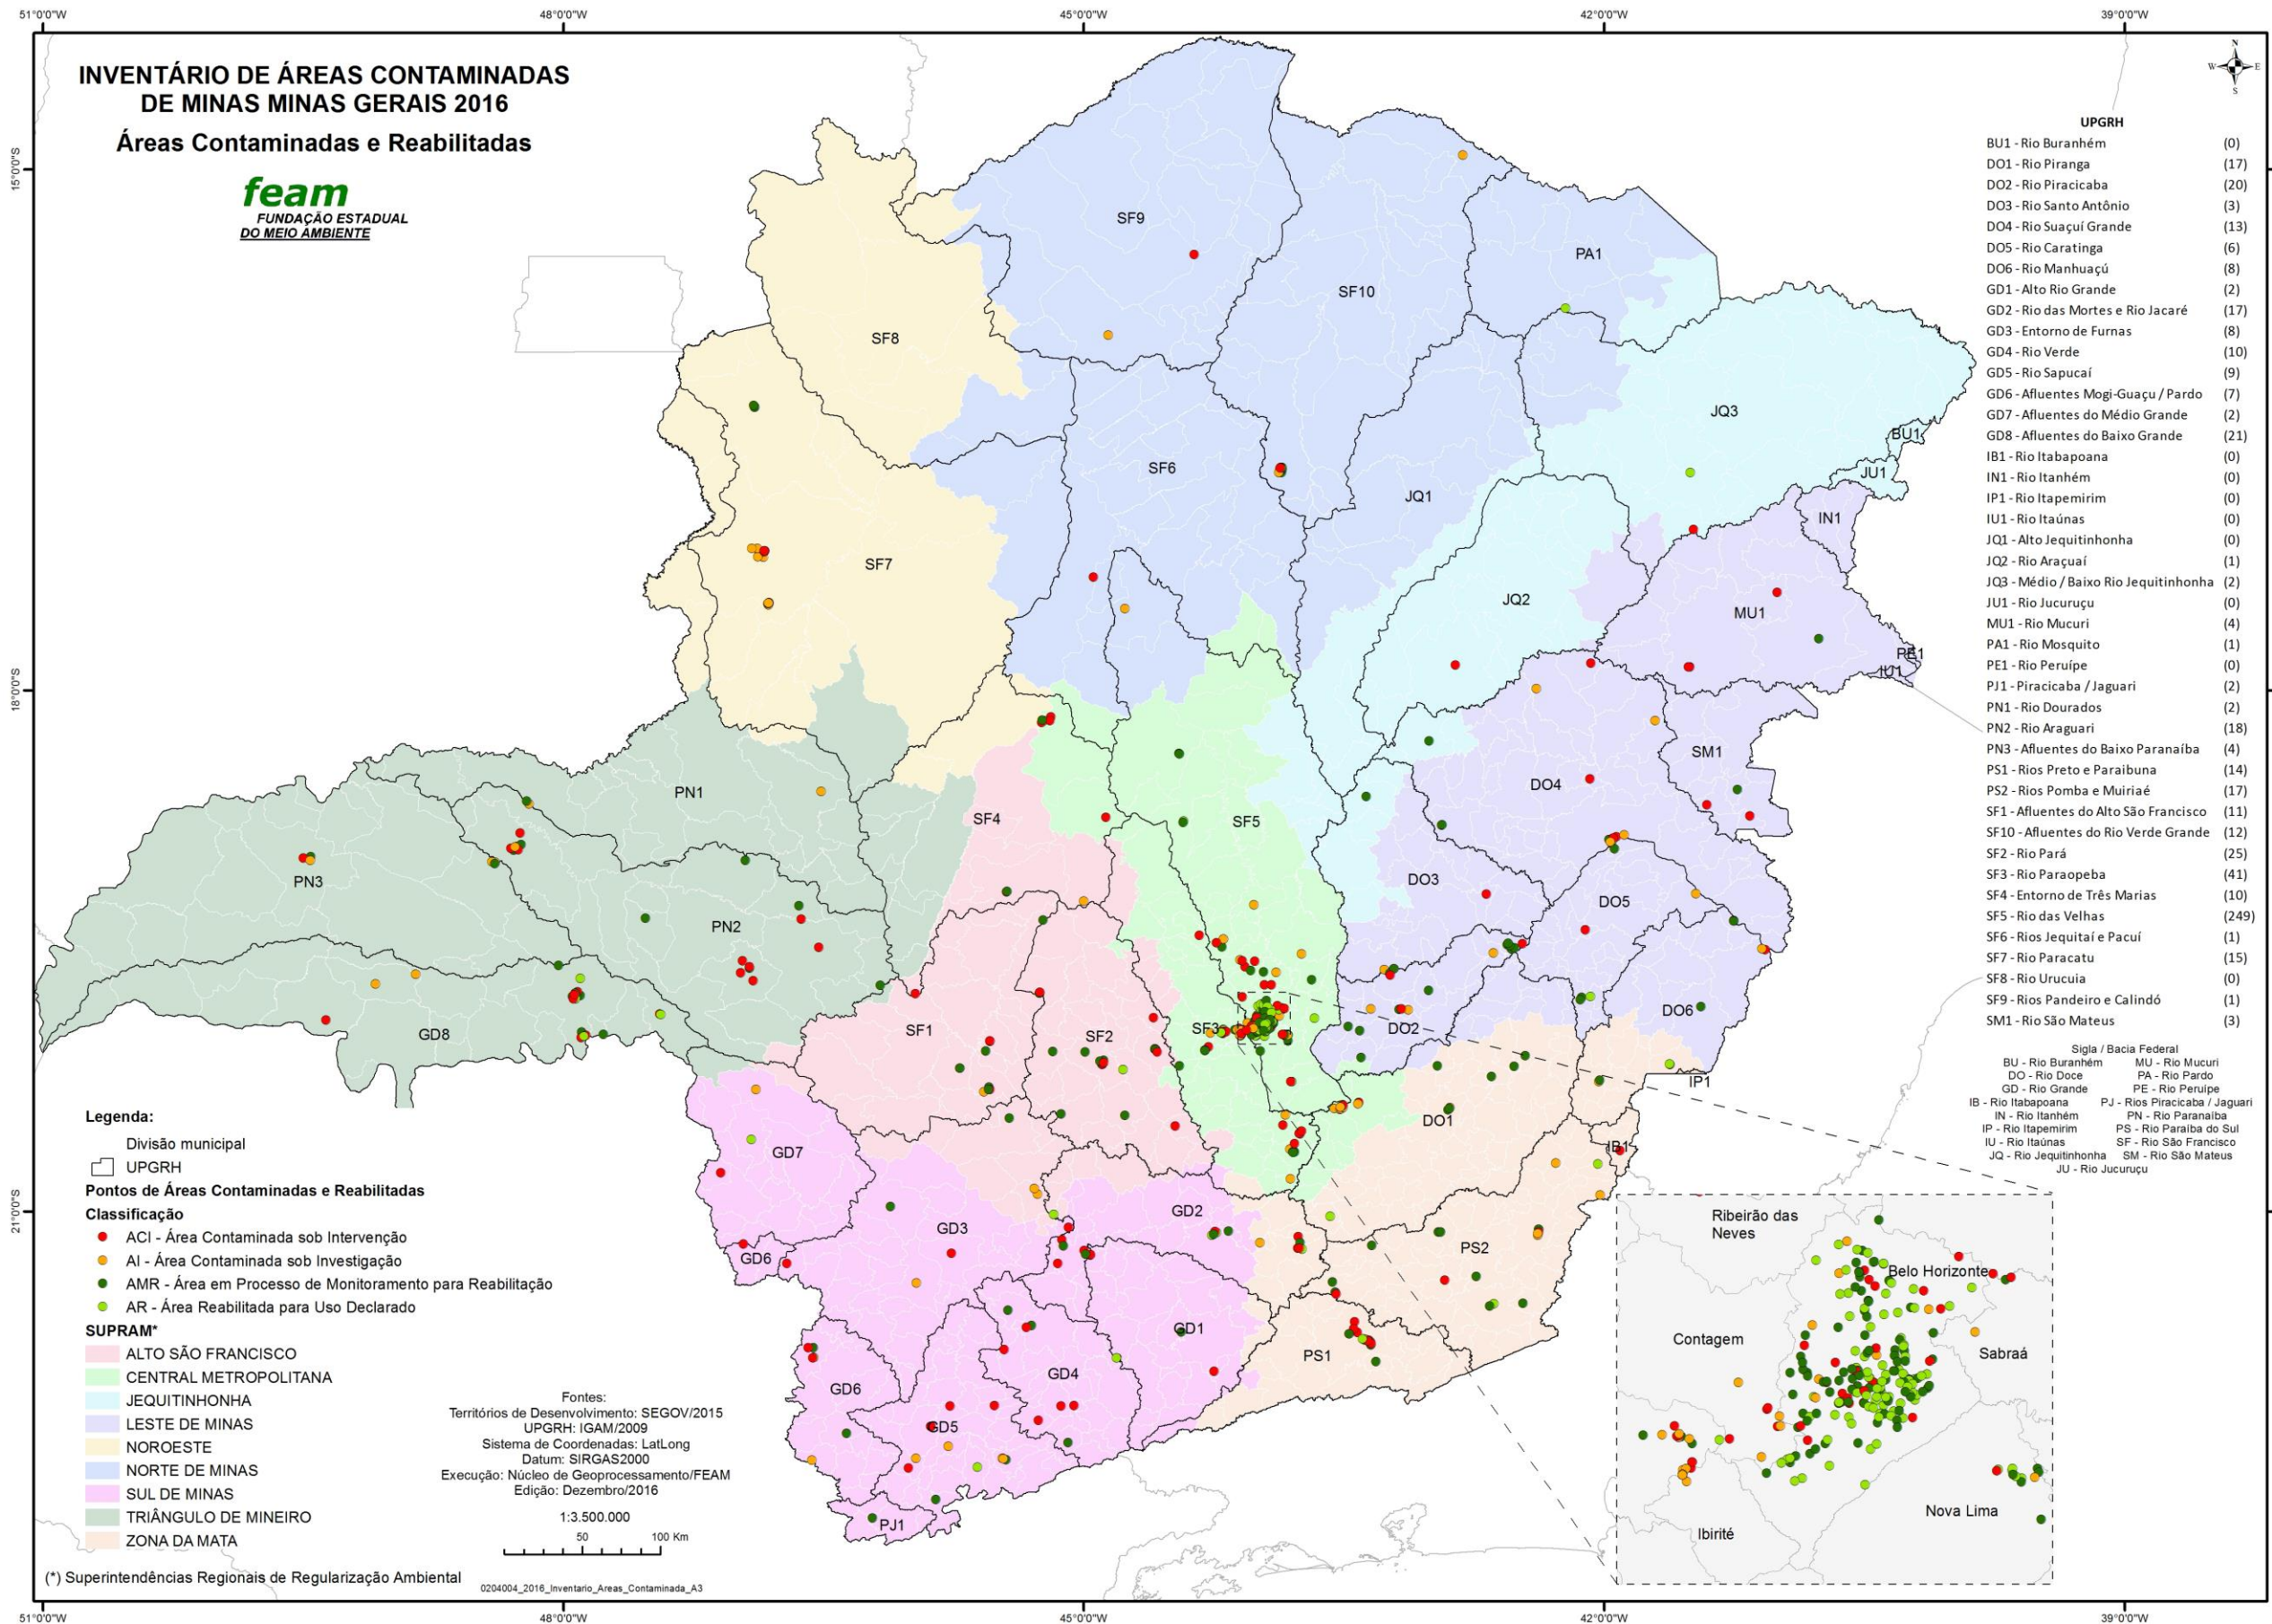 51°0'0"W
48°0'0"W
45°0'0"W
42°0'0"W
39°0'0"W
INVENTÁRIO DE ÁREAS CONTAMINADAS
DE MINAS MINAS GERAIS 2016
Áreas Contaminadas e Reabilitadas
feam
FUNDAÇÃO ESTADUAL
DO MEIO AMBIENTE
N
W
E
S
15°0'0"S
18°0'0"S
21°0'0"S
SF9
SF10
PA1
SF8
JQ3
BU1
JU1
SF6
JQ1
IN1
SF7
JQ2
MU1
PE1
IU1
SM1
PN1
DO4
SF4
SF5
PN3
DO3
DO5
PN2
SF1
SF2
SF3
DO2
DO6
GD8
IP1
DO1
IB1
GD7
GD2
GD3
PS2
GD6
GD1
PS1
GD4
GD6
GD5
PJ1
UPGRH
BU1 - Rio Buranhém (0)
DO1 - Rio Piranga (17)
DO2 - Rio Piracicaba (20)
DO3 - Rio Santo Antônio (3)
DO4 - Rio Suaçuí Grande (13)
DO5 - Rio Caratinga (6)
DO6 - Rio Manhuaçú (8)
GD1 - Alto Rio Grande (2)
GD2 - Rio das Mortes e Rio Jacaré (17)
GD3 - Entorno de Furnas (8)
GD4 - Rio Verde (10)
GD5 - Rio Sapucaí (9)
GD6 - Afluentes Mogi-Guaçu / Pardo (7)
GD7 - Afluentes do Médio Grande (2)
GD8 - Afluentes do Baixo Grande (21)
IB1 - Rio Itabapoana (0)
IN1 - Rio Itanhém (0)
IP1 - Rio Itapemirim (0)
IU1 - Rio Itaúnas (0)
JQ1 - Alto Jequitinhonha (0)
JQ2 - Rio Araçuaí (1)
JQ3 - Médio / Baixo Rio Jequitinhonha (2)
JU1 - Rio Jucuruçu (0)
MU1 - Rio Mucuri (4)
PA1 - Rio Mosquito (1)
PE1 - Rio Peruípe (0)
PJ1 - Piracicaba / Jaguari (2)
PN1 - Rio Dourados (2)
PN2 - Rio Araguari (18)
PN3 - Afluentes do Baixo Paranaíba (4)
PS1 - Rios Preto e Paraibuna (14)
PS2 - Rios Pomba e Muiriaé (17)
SF1 - Afluentes do Alto São Francisco (11)
SF10 - Afluentes do Rio Verde Grande (12)
SF2 - Rio Pará (25)
SF3 - Rio Paraopeba (41)
SF4 - Entorno de Três Marias (10)
SF5 - Rio das Velhas (249)
SF6 - Rios Jequitaí e Pacuí (1)
SF7 - Rio Paracatu (15)
SF8 - Rio Urucuia (0)
SF9 - Rios Pandeiro e Calindó (1)
SM1 - Rio São Mateus (3)
Sigla / Bacia Federal
BU - Rio Buranhém MU - Rio Mucuri
DO - Rio Doce PA - Rio Pardo
GD - Rio Grande PE - Rio Peruípe
IB - Rio Itabapoana PJ - Rios Piracicaba / Jaguari
IN - Rio Itanhém PN - Rio Paranaíba
IP - Rio Itapemirim PS - Rio Paraíba do Sul
IU - Rio Itaúnas SF - Rio São Francisco
JQ - Rio Jequitinhonha SM - Rio São Mateus
JU - Rio Jucuruçu
Legenda:
Divisão municipal
UPGRH
Pontos de Áreas Contaminadas e Reabilitadas
Classificação
ACI - Área Contaminada sob Intervenção
AI - Área Contaminada sob Investigação
AMR - Área em Processo de Monitoramento para Reabilitação
AR - Área Reabilitada para Uso Declarado
SUPRAM*
ALTO SÃO FRANCISCO
CENTRAL METROPOLITANA
JEQUITINHONHA
LESTE DE MINAS
NOROESTE
NORTE DE MINAS
SUL DE MINAS
TRIÂNGULO DE MINEIRO
ZONA DA MATA
(*) Superintendências Regionais de Regularização Ambiental
Fontes:
Territórios de Desenvolvimento: SEGOV/2015
UPGRH: IGAM/2009
Sistema de Coordenadas: LatLong
Datum: SIRGAS2000
Execução: Núcleo de Geoprocessamento/FEAM
Edição: Dezembro/2016
1:3.500.000
50 100 Km
0204004_2016_Inventario_Areas_Contaminada_A3
Ribeirão das
Neves
Belo Horizonte
Contagem
Sabraá
Nova Lima
Ibirité
51°0'0"W
48°0'0"W
45°0'0"W
42°0'0"W
39°0'0"W